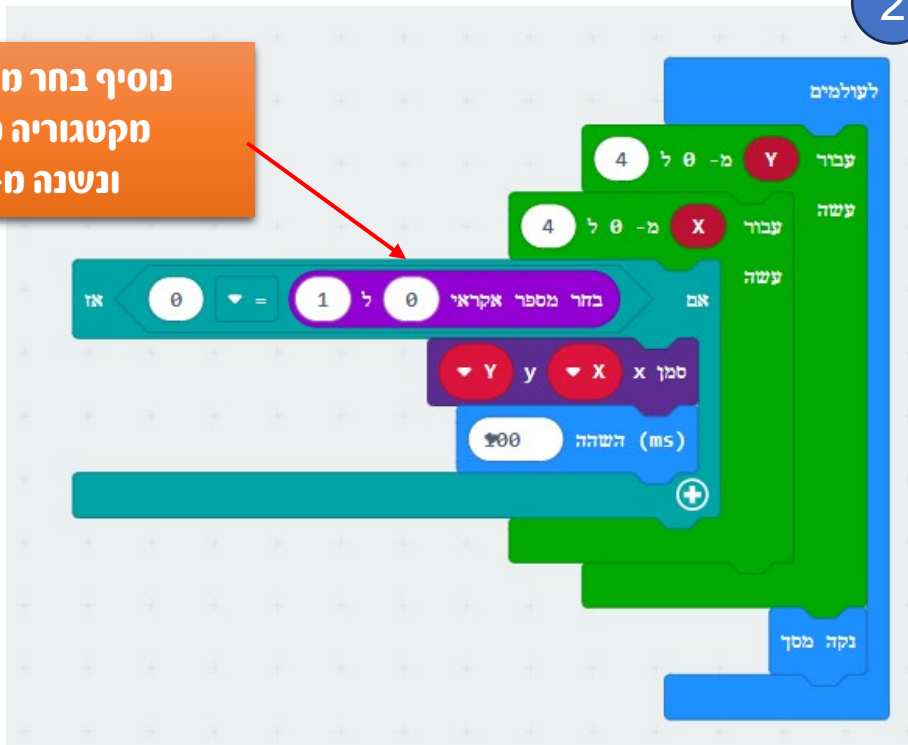 2
נוסיף בחר
מקטגוריה
ונשנה
לעולמים
עבור Y מ- 0 ל 4
עשה
עבור X מ- 0 ל 4
עשה
אם בחר מספר אקראי 0 ל 1 = 0 אז
סמן x X y Y
(ms) השהה 100
נקה מסך